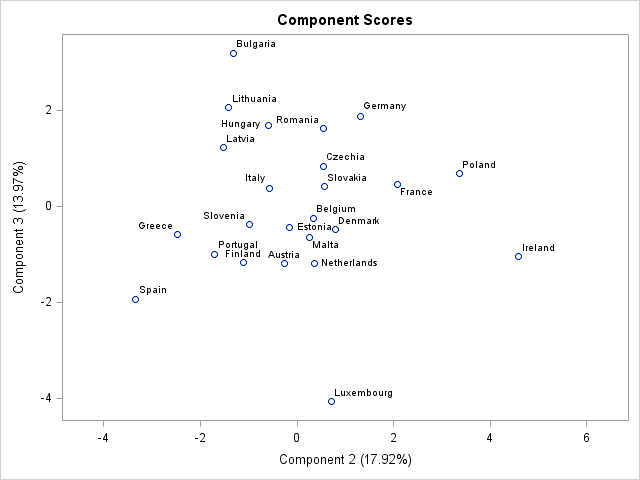 Component Scores
Bulgaria
Lithuania
Germany
Hungary
Romania
Latvia
Czechia
Poland
Italy
Slovakia
France
Belgium
Slovenia
Denmark
Greece
Estonia
Portugal
Malta
Ireland
Finland
Austria
Netherlands
Spain
Luxembourg
2
0
-2
-4
Component 3 (13.97%)
-4 -2 0 2 4 6
Component 2 (17.92%)